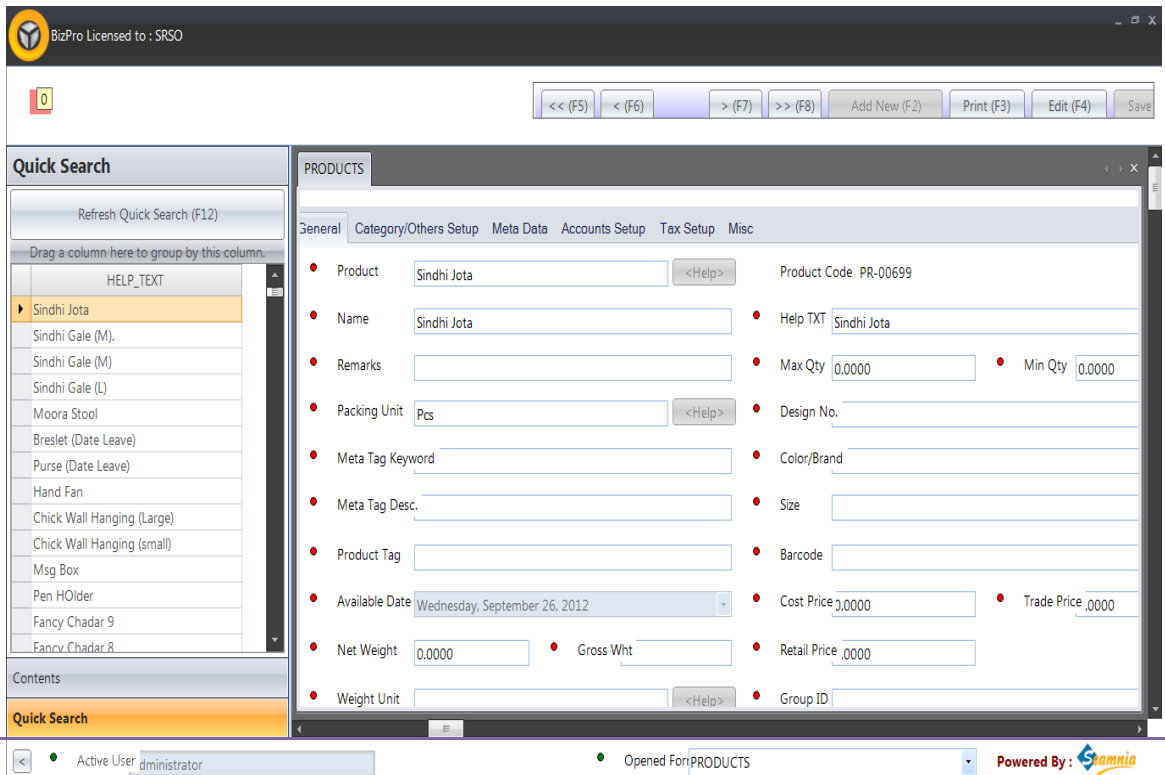 BizPro Licensed to : SRSO
0
<< (F5) < (F6) > (F7) >> (F8) Add New (F2) Print (F3) Edit (F4) Save
Quick Search
Refresh Quick Search (F12)
Drag a column here to group by this column.
HELP_TEXT
Sindhi Jota
Sindhi Gale (M).
Sindhi Gale (M)
Sindhi Gale (L)
Moora Stool
Breslet (Date Leave)
Purse (Date Leave)
Hand Fan
Chick Wall Hanging (Large)
Chick Wall Hanging (small)
Msg Box
Pen HOlder
Fancy Chadar 9
Fancy Chadar 8
Contents
Quick Search
PRODUCTS
General Category/Others Setup Meta Data Accounts Setup Tax Setup Misc
Product Sindhi Jota <Help> Product Code PR-00699
Name Sindhi Jota Help TXT Sindhi Jota
Remarks Max Qty 0.0000 Min Qty 0.0000
Packing Unit Pcs <Help> Design No.
Meta Tag Keyword Color/Brand
Meta Tag Desc. Size
Product Tag Barcode
Available Date Wednesday, September 26, 2012 Cost Price 0.0000 Trade Price .0000
Net Weight 0.0000 Gross Wht Retail Price .0000
Weight Unit <Help> Group ID
< Active User dministrator Opened Forr PRODUCTS Powered By : Seamnia